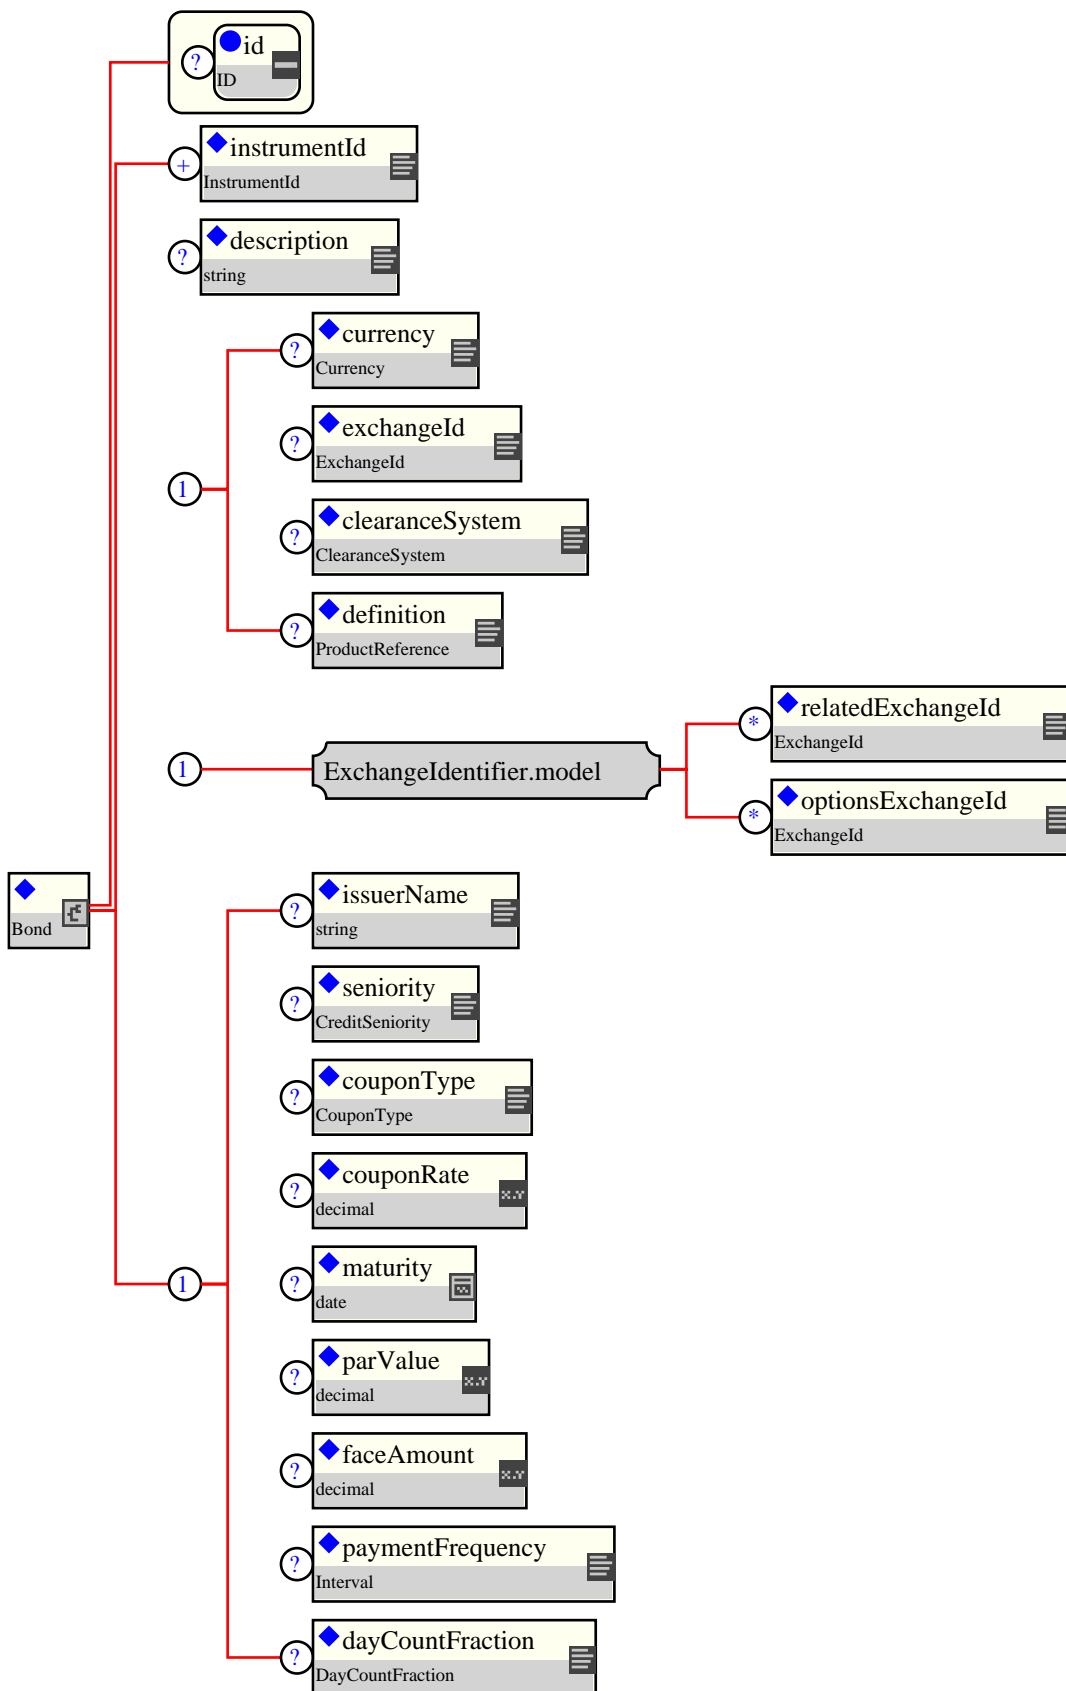 id
?
ID
instrumentId
+
InstrumentId
description
?
string
currency
?
Currency
exchangeId
?
ExchangeId
1
clearanceSystem
?
ClearanceSystem
definition
?
ProductReference
relatedExchangeId
*
ExchangeId
1
ExchangeIdentifier.model
optionsExchangeId
*
ExchangeId
Bond
issuerName
?
string
seniority
?
CreditSeniority
couponType
?
CouponType
couponRate
?
X.Y
decimal
1
maturity
?
date
parValue
?
X.Y
decimal
faceAmount
?
X.Y
decimal
paymentFrequency
?
Interval
dayCountFraction
?
DayCountFraction